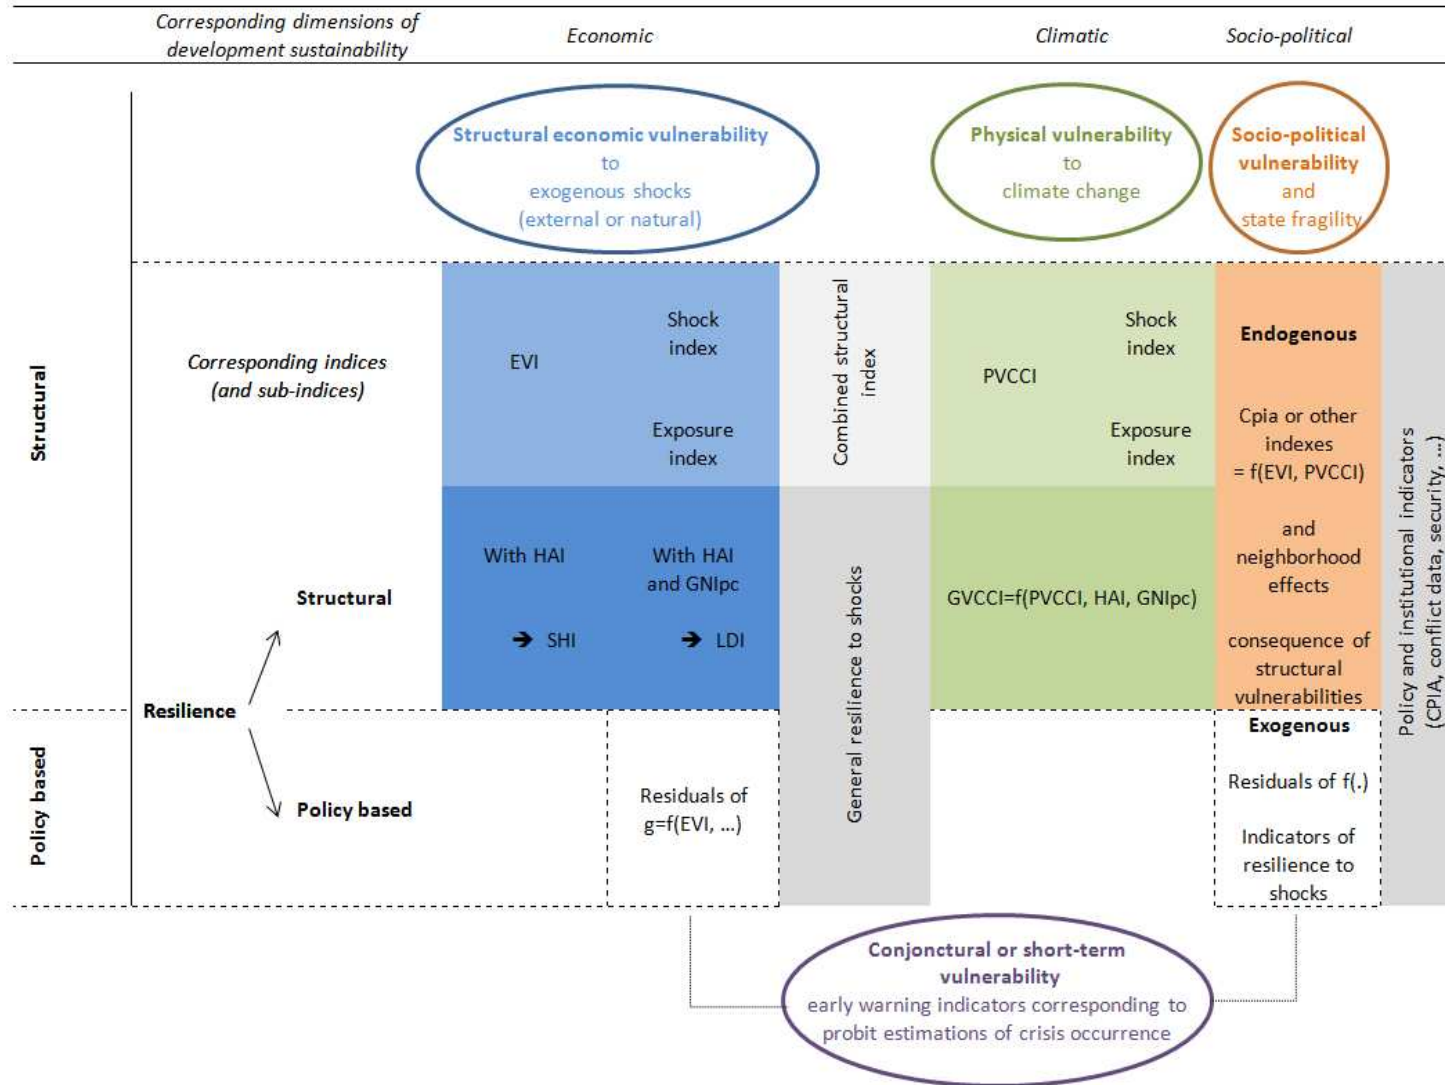 Corresponding dimensions of
development sustainability
Economic
Climatic
Socio-political
Structural economic vulnerability
to
exogenous shocks
(external or natural)
Physical vulnerability
to
climate change
Socio-political
vulnerability
and
state fragility
Structural
Corresponding indices
(and sub-indices)
EVI
Shock
index
Exposure
index
Combined structural
index
PVCCI
Shock
index
Exposure
index
Endogenous
Cpia or other
indexes
= f(EVI, PVCCI)
and
neighborhood
effects
consequence of
structural
vulnerabilities
Policy and institutional indicators
(CPIA, conflict data, security, ...)
Structural
With HAI
➔ SHI
With HAI
and GNIpc
➔ LDI
General resilience to shocks
GVCCI=f(PVCCI, HAI, GNIpc)
Resilience
Policy based
Policy based
Residuals of
g=f(EVI, ...)
Exogenous
Residuals of f(.)
Indicators of
resilience to
shocks
Conjonctural or short-term
vulnerability
early warning indicators corresponding to
probit estimations of crisis occurrence